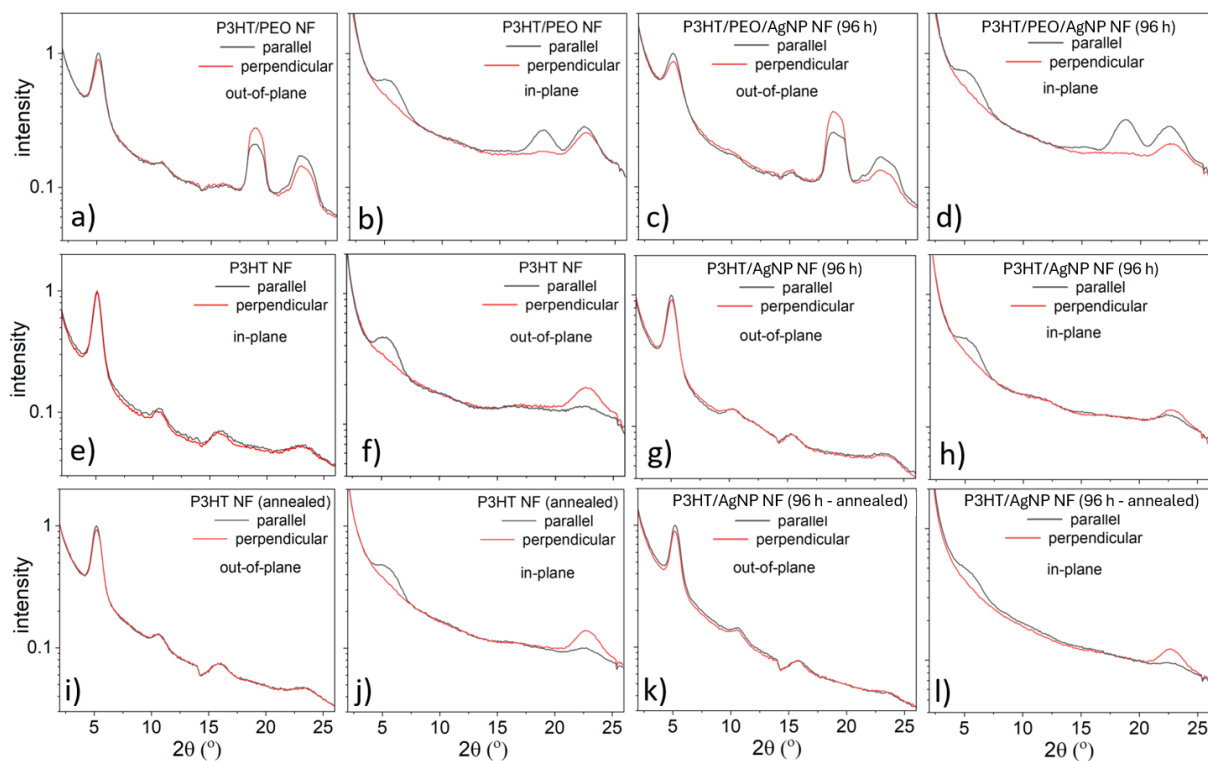 P3HT/PEO NF
parallel
perpendicular
out-of-plane
a)
1
0.1
intensity
P3HT/PEO NF
parallel
perpendicular
in-plane
b)
P3HT/PEO/AgNP NF (96 h)
parallel
perpendicular
out-of-plane
c)
P3HT/PEO/AgNP NF (96 h)
parallel
perpendicular
in-plane
d)
P3HT NF
parallel
perpendicular
in-plane
e)
1
0.1
intensity
P3HT NF
parallel
perpendicular
out-of-plane
f)
P3HT/AgNP NF (96 h)
parallel
perpendicular
out-of-plane
g)
P3HT/AgNP NF (96 h)
parallel
perpendicular
in-plane
h)
P3HT NF (annealed)
parallel
perpendicular
out-of-plane
i)
1
0.1
intensity
5 10 15 20 25
2θ (°)
P3HT NF (annealed)
parallel
perpendicular
in-plane
j)
5 10 15 20 25
2θ (°)
P3HT/AgNP NF (96 h - annealed)
parallel
perpendicular
out-of-plane
k)
5 10 15 20 25
2θ (°)
P3HT/AgNP NF (96 h - annealed)
parallel
perpendicular
in-plane
l)
5 10 15 20 25
2θ (°)